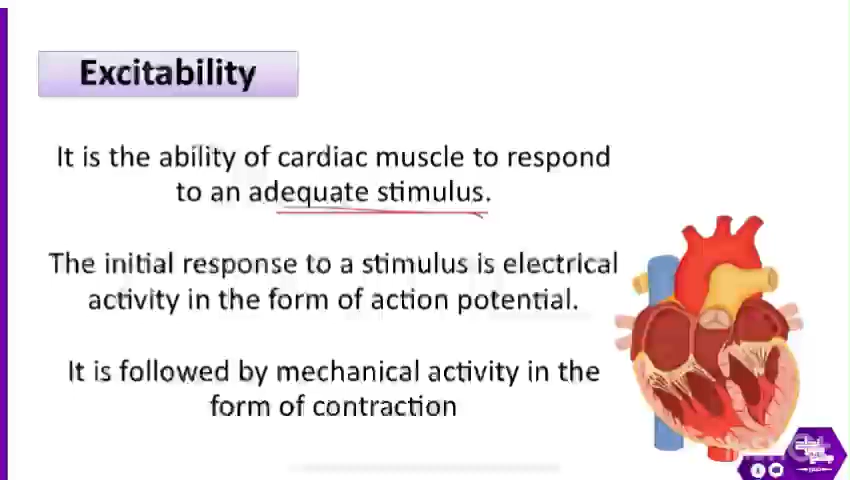 Excitability
It is the ability of cardiac muscle to respond
to an adequate stimulus.
The initial response to a stimulus is electrical
activity in the form of action potential.
It is followed by mechanical activity in the
form of contraction